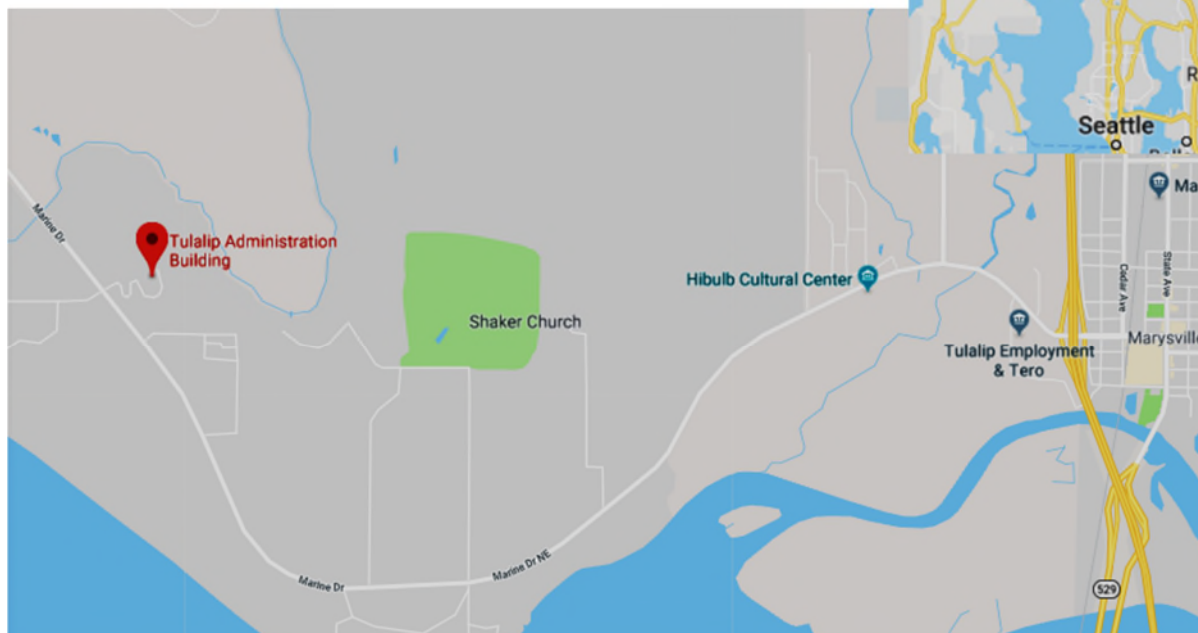 Seattle
Ma
Marine Dr
Tulalip Administration
Building
Hibulb Cultural Center
Cedar Ave
State Ave
Shaker Church
Tulalip Employment
& Tero
Marysville
Marine Dr
Marine Dr NE
529